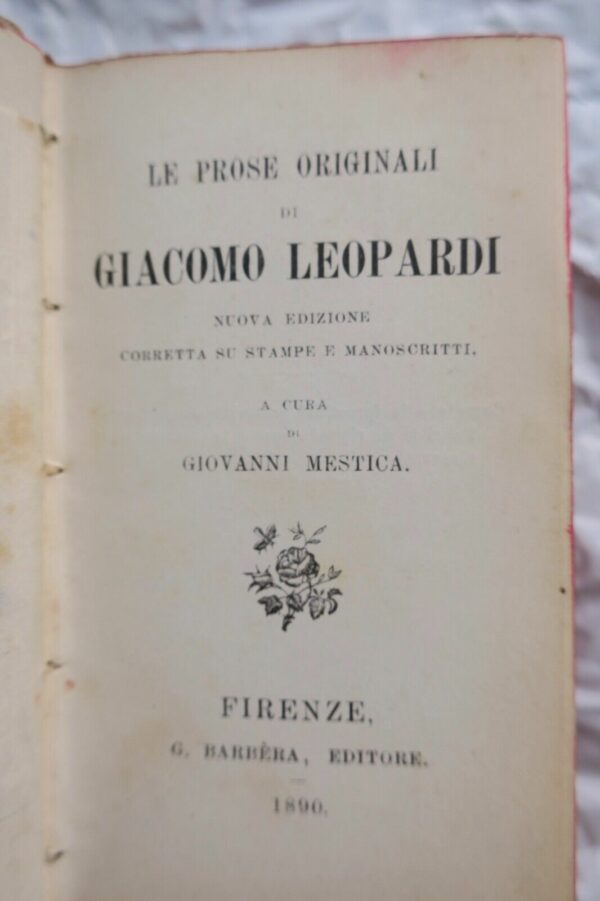 LE PROSE ORIGINALI
DI
GIACOMO LEOPARDI
NUOVA EDIZIONE
CORRETTA SU STAMPE E MANOSCRITTI,
A CURA
DI
GIOVANNI MESTICA.
FIRENZE,
G. BARBÈRA, EDITORE.
1890.